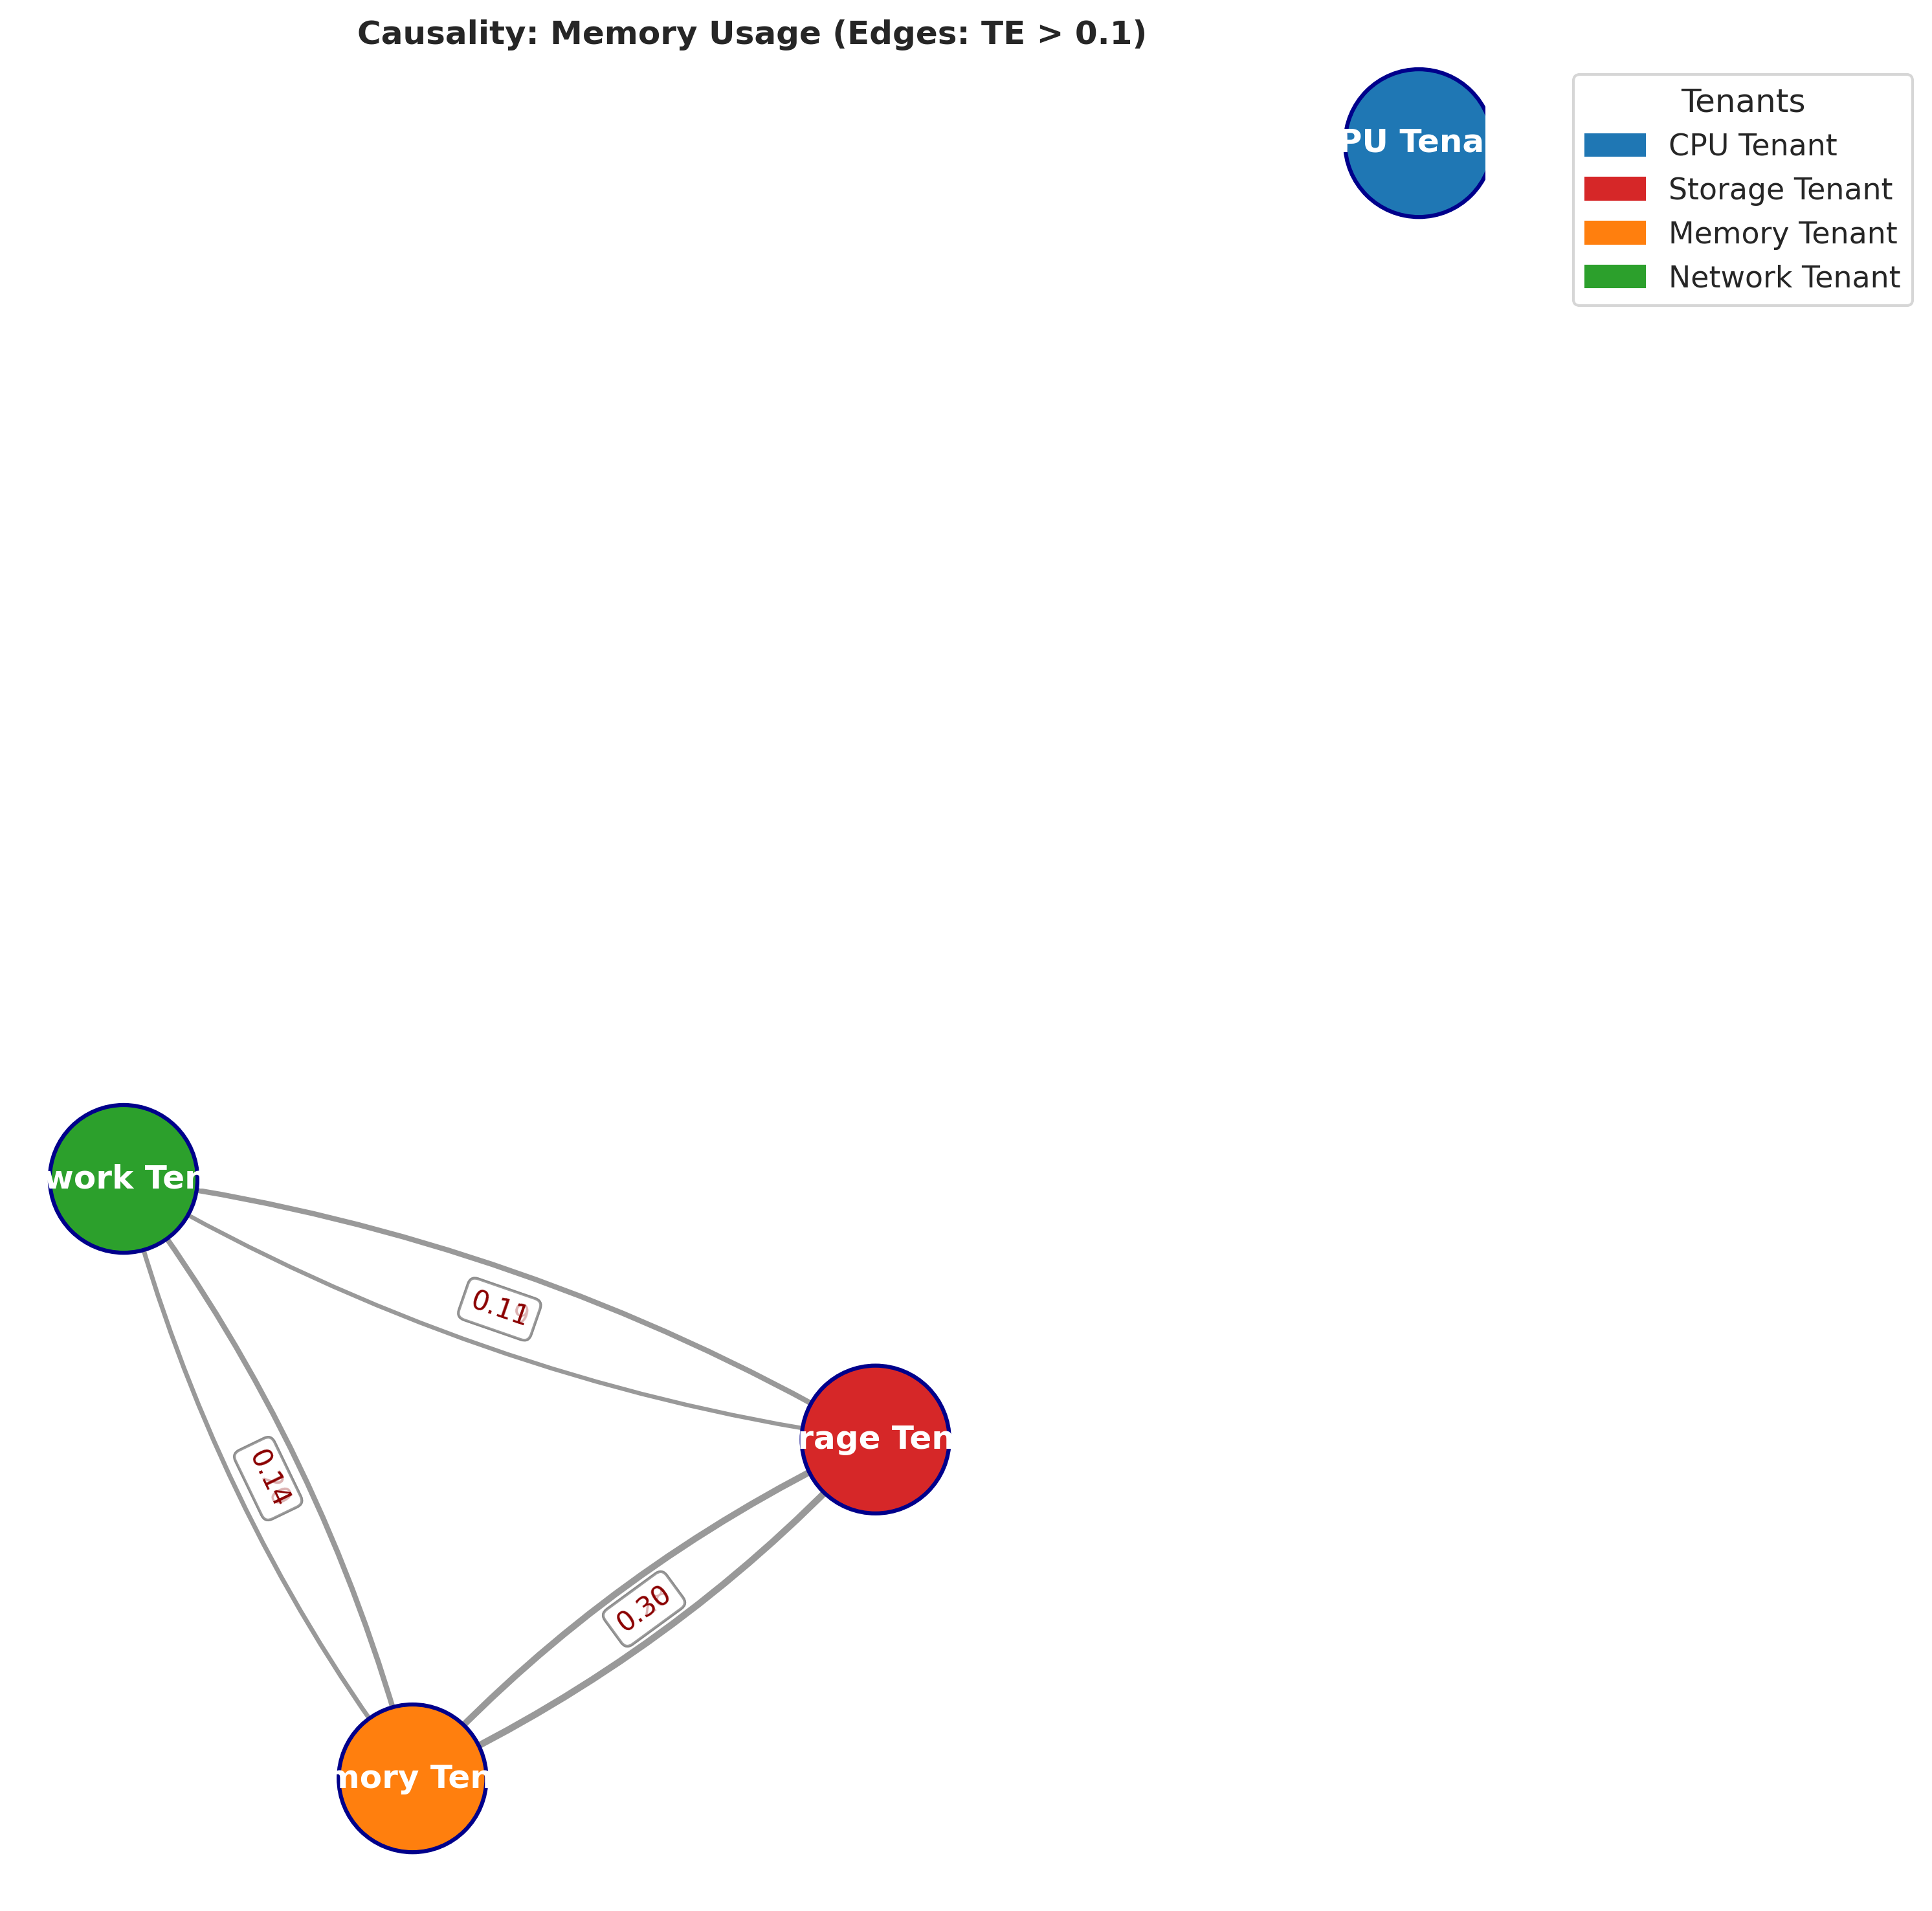 Causality: Memory Usage (Edges: TE > 0.1)
PU Tena
Tenants
CPU Tenant
Storage Tenant
Memory Tenant
Network Tenant
work Ten
0.11
rage Ten
0.14
0.30
mory Ten